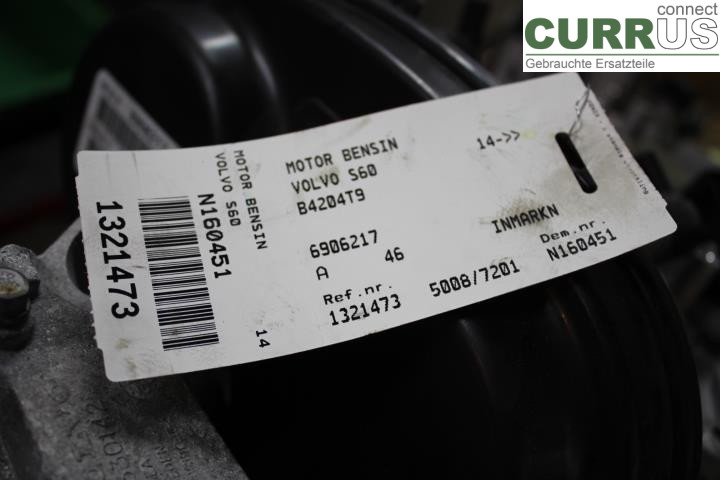 connect
CURRUS
Gebrauchte Ersatzteile
1321473
N160451
VOLVO S60
MOTOR BENSIN
14
MOTOR BENSIN
14->>
VOLVO S60
B4204T9
6906217
INMARKN
A 46
Dem.nr.
Ref.nr.
5008/7201
N160451
1321473